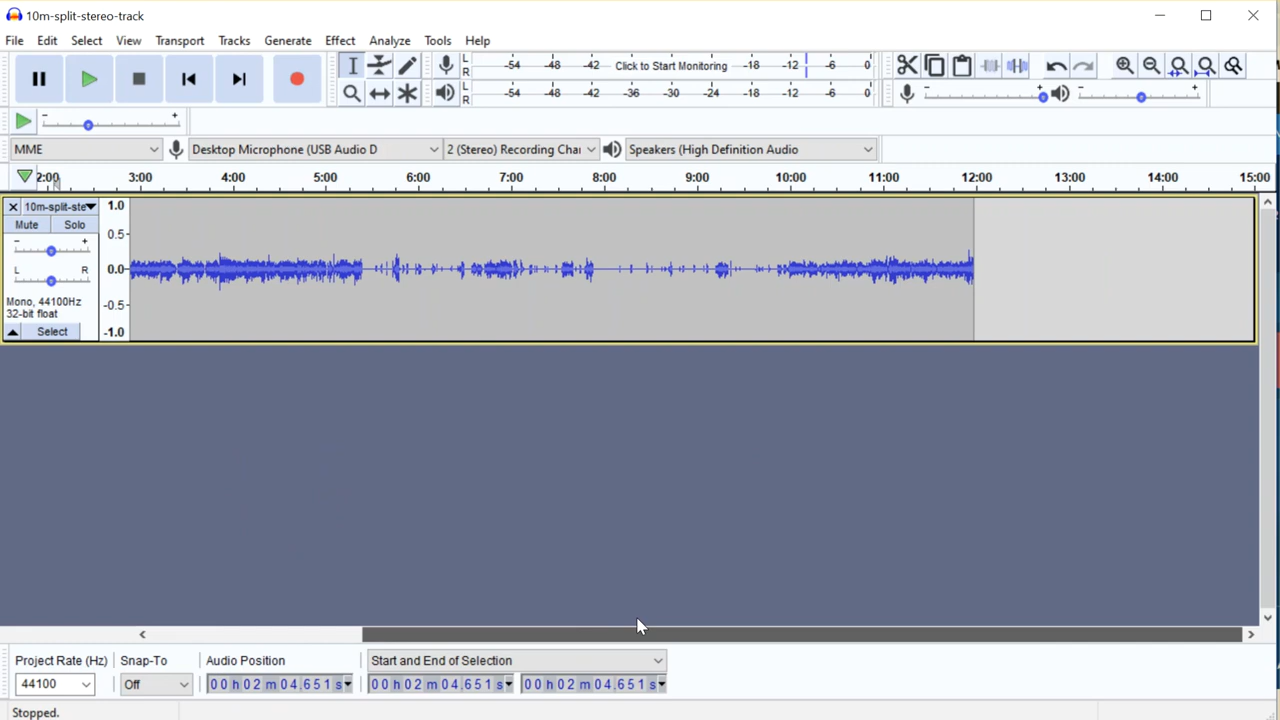 10m-split-stereo-track
File Edit Select View Transport Tracks Generate Effect Analyze Tools Help
L -54 -48 -42 Click to Start Monitoring -18 -12 -6 0
R
L -54 -48 -42 -36 -30 -24 -18 -12 -6 0
R
MME Desktop Microphone (USB Audio D 2 (Stereo) Recording Chai Speakers (High Definition Audio
2:00 3:00 4:00 5:00 6:00 7:00 8:00 9:00 10:00 11:00 12:00 13:00 14:00 15:00
10m-split-ste 1.0
Mute Solo
0.5
L R 0.0
Mono, 44100Hz
32-bit float -0.5
Select -1.0
Project Rate (Hz) Snap-To Audio Position Start and End of Selection
44100 Off 00 h 02 m 04.651 s 00 h 02 m 04.651 s 00 h 02 m 04.651 s
Stopped.